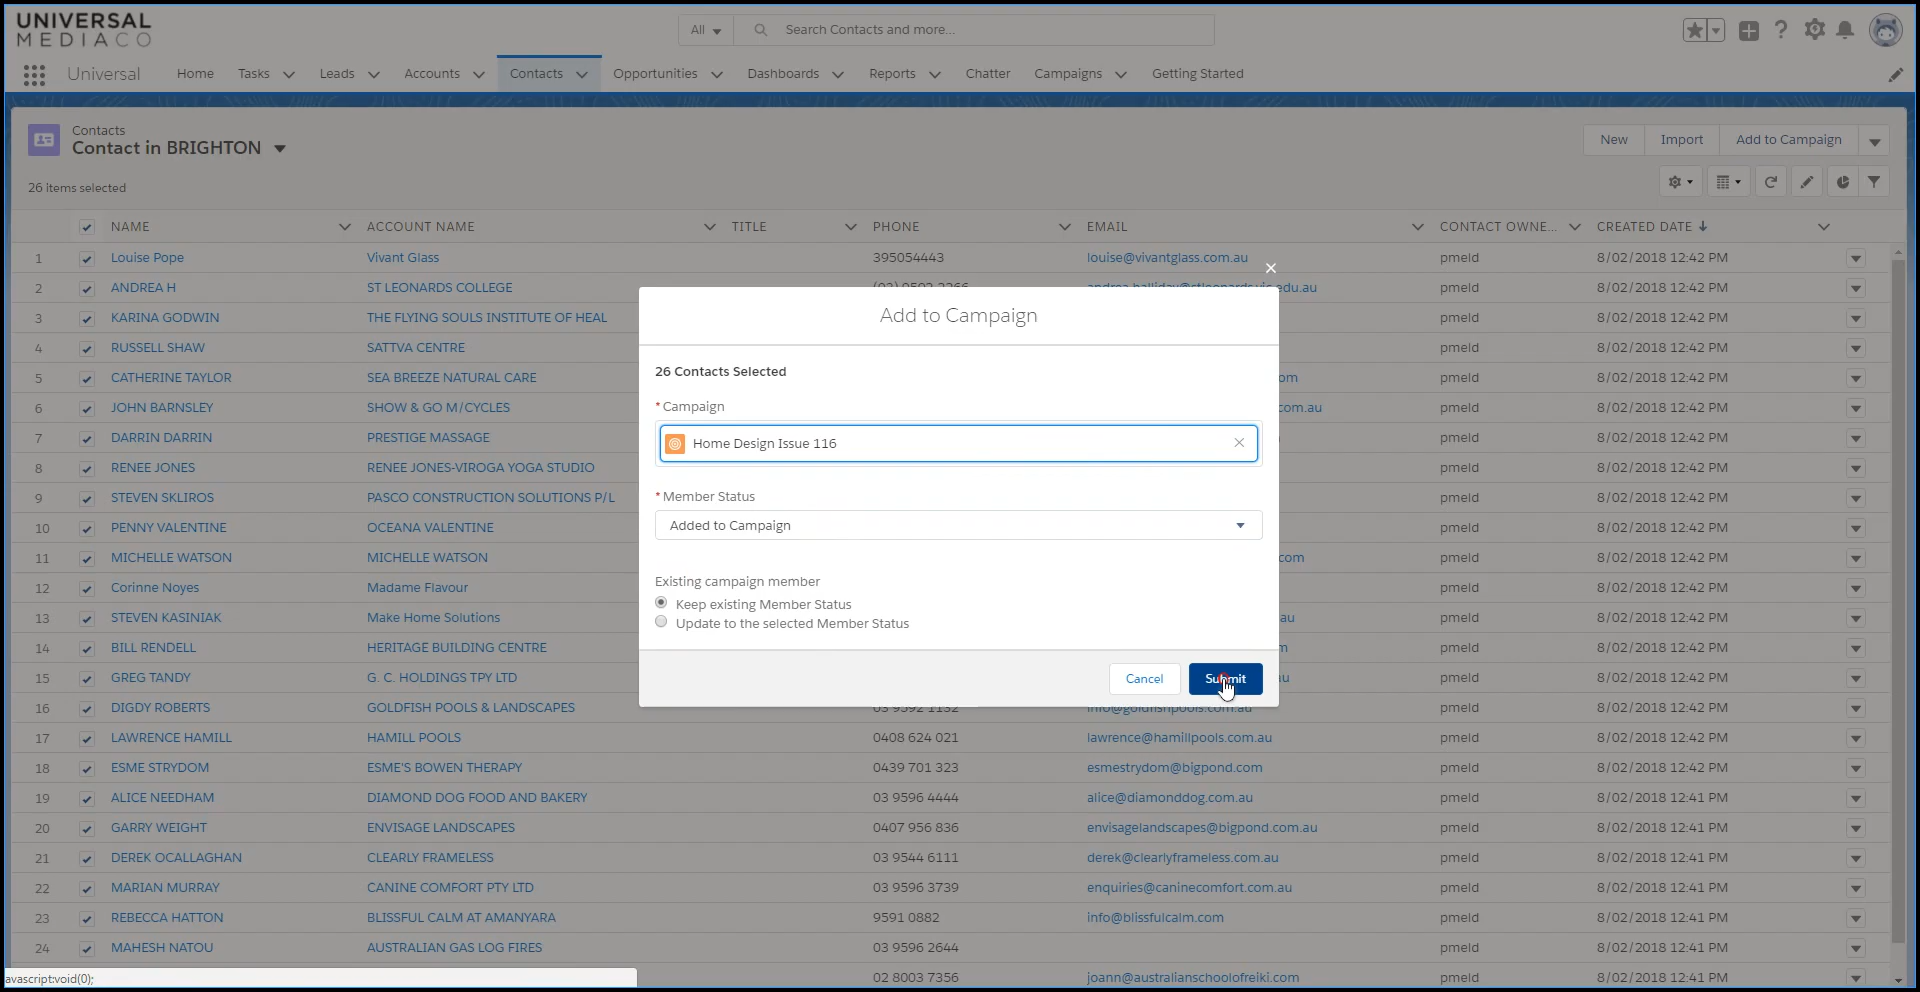 UNIVERSAL
MEDIACO
All
Search Contacts and more...
Universal
Home
Tasks
Leads
Accounts
Contacts
Opportunities
Dashboards
Reports
Chatter
Campaigns
Getting Started
Contacts
Contact in BRIGHTON
New
Import
Add to Campaign
26 items selected
NAME ACCOUNT NAME TITLE PHONE EMAIL CONTACT OWNE... CREATED DATE
1 Louise Pope Vivant Glass 395054443 louise@vivantglass.com.au pmeld 8/02/2018 12:42 PM
2 ANDREA H ST LEONARDS COLLEGE edu.au pmeld 8/02/2018 12:42 PM
3 KARINA GODWIN THE FLYING SOULS INSTITUTE OF HEAL pmeld 8/02/2018 12:42 PM
4 RUSSELL SHAW SATTVA CENTRE pmeld 8/02/2018 12:42 PM
5 CATHERINE TAYLOR SEA BREEZE NATURAL CARE om pmeld 8/02/2018 12:42 PM
6 JOHN BARNSLEY SHOW & GO M/CYCLES com.au pmeld 8/02/2018 12:42 PM
7 DARRIN DARRIN PRESTIGE MASSAGE pmeld 8/02/2018 12:42 PM
8 RENEE JONES RENEE JONES-VIROGA YOGA STUDIO pmeld 8/02/2018 12:42 PM
9 STEVEN SKLIROS PASCO CONSTRUCTION SOLUTIONS P/L pmeld 8/02/2018 12:42 PM
10 PENNY VALENTINE OCEANA VALENTINE pmeld 8/02/2018 12:42 PM
11 MICHELLE WATSON MICHELLE WATSON com pmeld 8/02/2018 12:42 PM
12 Corinne Noyes Madame Flavour pmeld 8/02/2018 12:42 PM
13 STEVEN KASINIAK Make Home Solutions au pmeld 8/02/2018 12:42 PM
14 BILL RENDELL HERITAGE BUILDING CENTRE m pmeld 8/02/2018 12:42 PM
15 GREG TANDY G. C. HOLDINGS TPY LTD au pmeld 8/02/2018 12:42 PM
16 DIGDY ROBERTS GOLDFISH POOLS & LANDSCAPES 03 9592 1132 info@goldfishpools.com.au pmeld 8/02/2018 12:42 PM
17 LAWRENCE HAMILL HAMILL POOLS 0408 624 021 lawrence@hamillpools.com.au pmeld 8/02/2018 12:42 PM
18 ESME STRYDOM ESME'S BOWEN THERAPY 0439 701 323 esmestrydom@bigpond.com pmeld 8/02/2018 12:42 PM
19 ALICE NEEDHAM DIAMOND DOG FOOD AND BAKERY 03 9596 4444 alice@diamonddog.com.au pmeld 8/02/2018 12:41 PM
20 GARRY WEIGHT ENVISAGE LANDSCAPES 0407 956 836 envisagelandscapes@bigpond.com.au pmeld 8/02/2018 12:41 PM
21 DEREK OCALLAGHAN CLEARLY FRAMELESS 03 9544 6111 derek@clearlyframeless.com.au pmeld 8/02/2018 12:41 PM
22 MARIAN MURRAY CANINE COMFORT PTY LTD 03 9596 3739 enquiries@caninecomfort.com.au pmeld 8/02/2018 12:41 PM
23 REBECCA HATTON BLISSFUL CALM AT AMANYARA 9591 0882 info@blissfulcalm.com pmeld 8/02/2018 12:41 PM
24 MAHESH NATOU AUSTRALIAN GAS LOG FIRES 03 9596 2644 pmeld 8/02/2018 12:41 PM
02 8003 7356 joann@australianschoolofreiki.com pmeld 8/02/2018 12:41 PM
avascript:void(0);
Add to Campaign
26 Contacts Selected
* Campaign
Home Design Issue 116
* Member Status
Added to Campaign
Existing campaign member
Keep existing Member Status
Update to the selected Member Status
Cancel
Submit